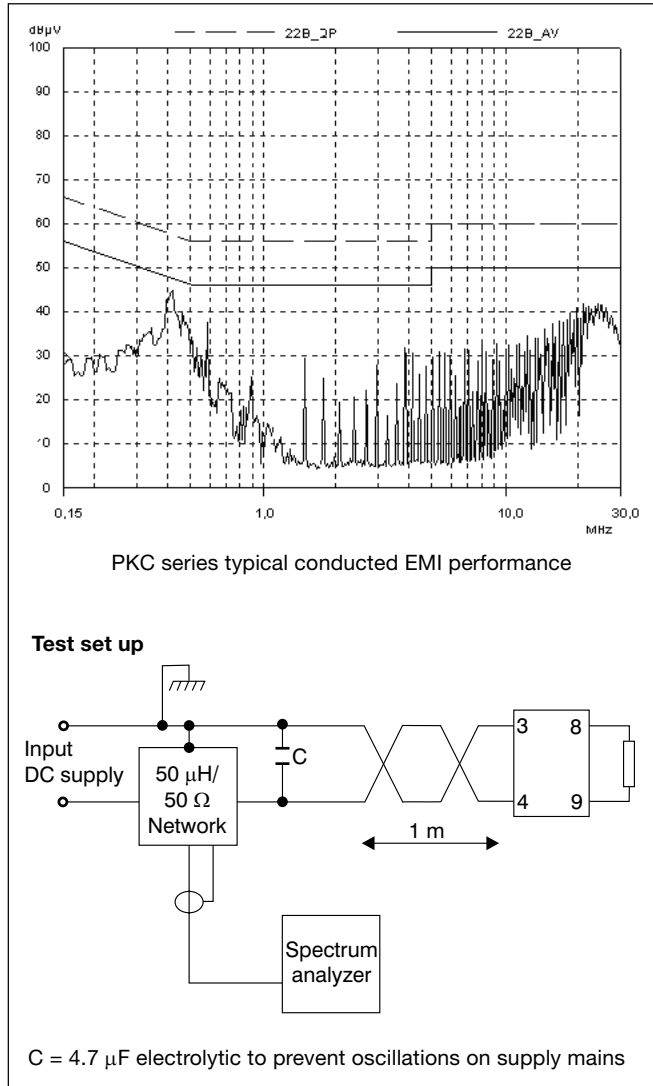 dBµV
22B_QP
22B_AV
100
90
80
70
60
50
40
30
20
10
0
0,15
1,0
10,0
30,0
MHz
PKC series typical conducted EMI performance
Test set up
Input
DC supply
50 µH/
50 Ω
Network
C
1 m
3
8
4
9
Spectrum
analyzer
C = 4.7 µF electrolytic to prevent oscillations on supply mains